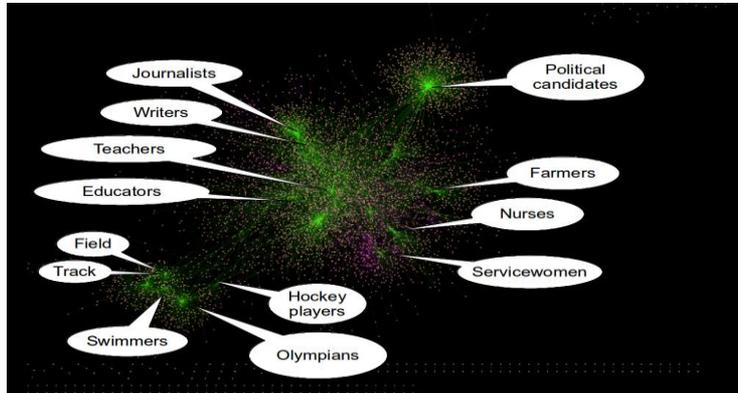 Journalists
Political
candidates
Writers
Teachers
Farmers
Educators
Nurses
Field
Track
Servicewomen
Hockey
players
Swimmers
Olympians